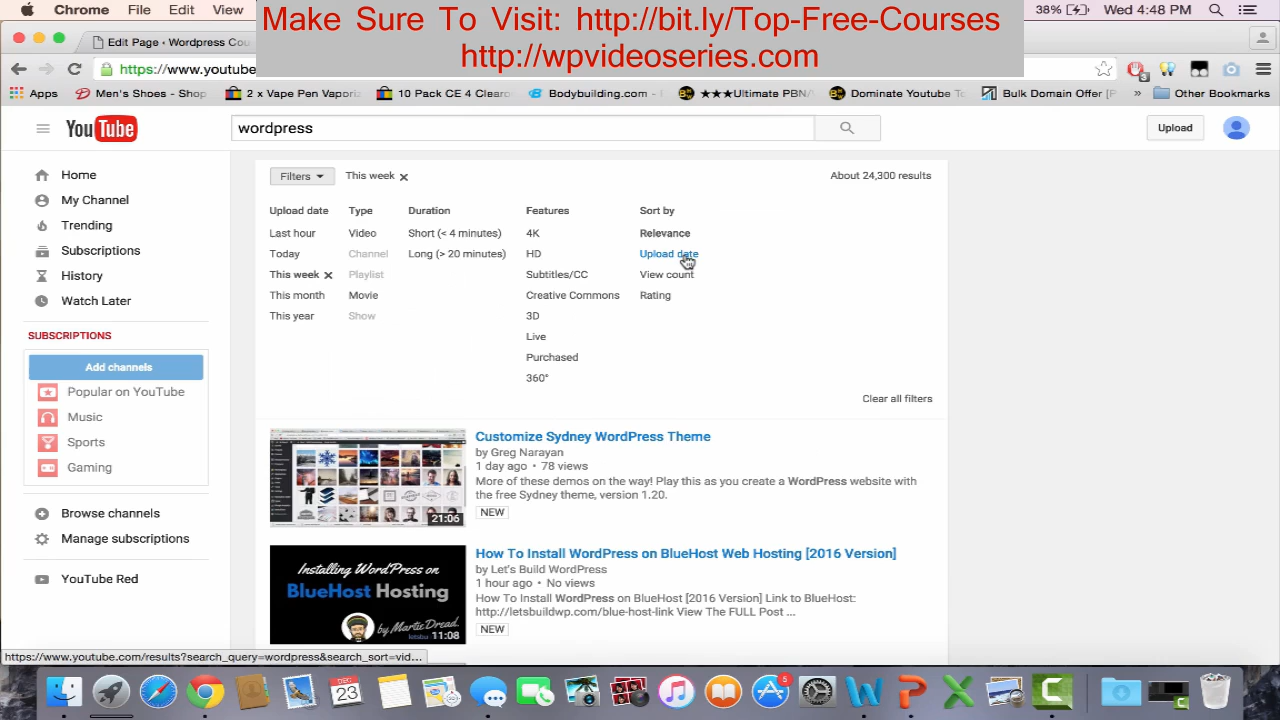 Chrome File Edit View
Make Sure To Visit: http://bit.ly/Top-Free-Courses
http://wpvideoseries.com
38% Wed 4:48 PM
Edit Page ‹ Wordpress Cou
https://www.youtube
Apps Men's Shoes - Shop 2 x Vape Pen Vaporiz 10 Pack CE 4 Clearo Bodybuilding.com - ★★★Ultimate PBN/ Dominate Youtube To Bulk Domain Offer [P » Other Bookmarks
YouTube
wordpress
Upload
Home
My Channel
Trending
Subscriptions
History
Watch Later
SUBSCRIPTIONS
Add channels
Popular on YouTube
Music
Sports
Gaming
Browse channels
Manage subscriptions
YouTube Red
Filters This week x About 24,300 results
Upload date Type Duration Features Sort by
Last hour Video Short (< 4 minutes) 4K Relevance
Today Channel Long (> 20 minutes) HD Upload date
This week x Playlist Subtitles/CC View count
This month Movie Creative Commons Rating
This year Show 3D
Live
Purchased
360°
Clear all filters
Customize Sydney WordPress Theme
by Greg Narayan
1 day ago • 78 views
More of these demos on the way! Play this as you create a WordPress website with
the free Sydney theme, version 1.20.
NEW
21:06
How To Install WordPress on BlueHost Web Hosting [2016 Version]
by Let's Build WordPress
1 hour ago • No views
How To Install WordPress on BlueHost [2016 Version] Link to BlueHost:
http://letsbuildwp.com/blue-host-link View The FULL Post ...
NEW
Installing WordPress on
BlueHost Hosting
by Martie Dread.
11:08
https://www.youtube.com/results?search_query=wordpress&search_sort=vid...
DEC
23
5